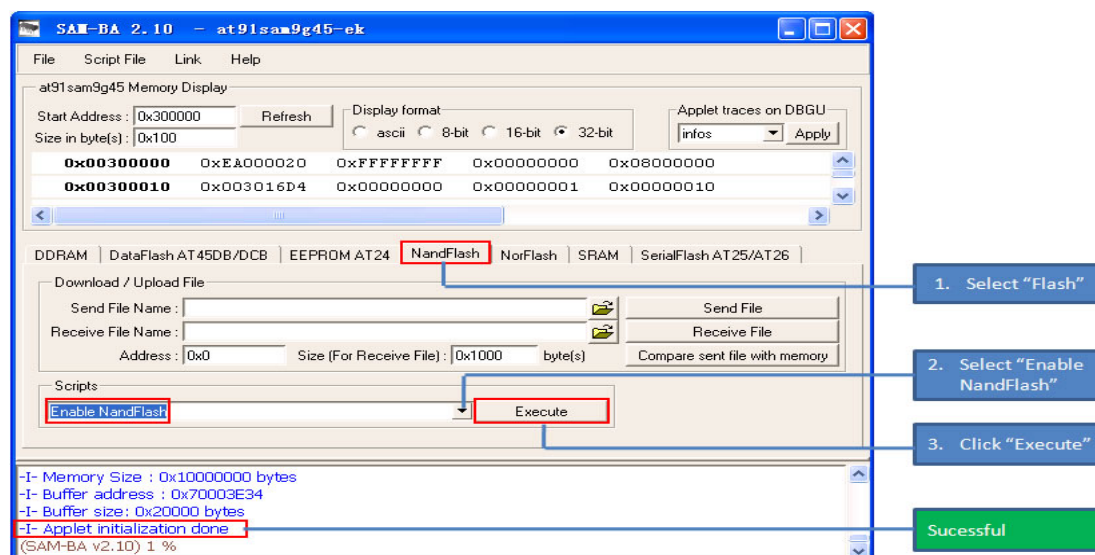 SAM-BA 2.10 - at91sam9g45-ek
File Script File Link Help
at91sam9g45 Memory Display
Start Address : 0x300000 Refresh
Size in byte(s) : 0x100
Display format
ascii 8-bit 16-bit 32-bit
Applet traces on DBGU
infos Apply
0x00300000 0xEA000020 0xFFFFFFFF 0x00000000 0x08000000
0x00300010 0x003016D4 0x00000000 0x00000001 0x00000010
DDRAM DataFlash AT45DB/DCB EEPROM AT24 NandFlash NorFlash SRAM SerialFlash AT25/AT26
Download / Upload File
Send File Name : Send File
Receive File Name : Receive File
Address : 0x0 Size (For Receive File) : 0x1000 byte(s) Compare sent file with memory
Scripts
Enable NandFlash Execute
-I- Memory Size : 0x10000000 bytes
-I- Buffer address : 0x70003E34
-I- Buffer size: 0x20000 bytes
-I- Applet initialization done
(SAM-BA v2.10) 1 %
1. Select “Flash”
2. Select “Enable
NandFlash”
3. Click “Execute”
Sucessful